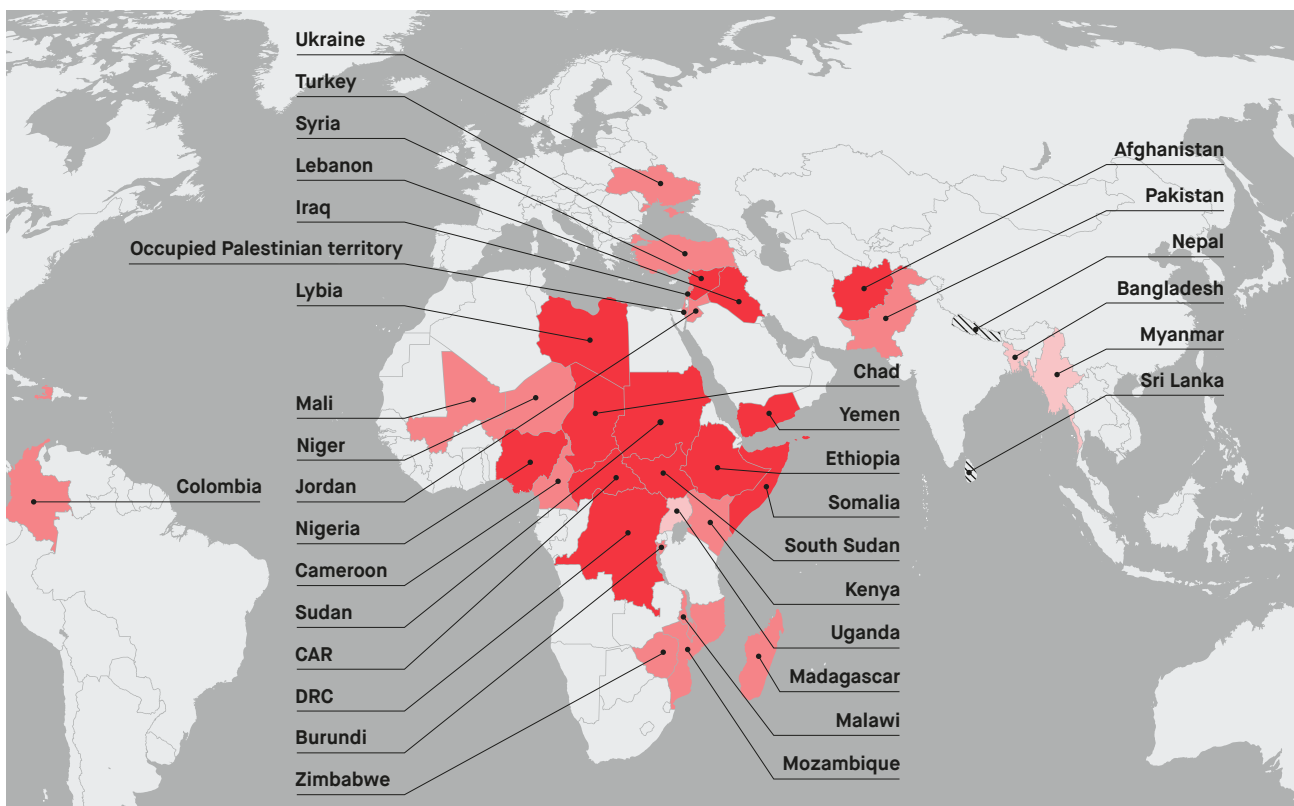 Ukraine
Turkey
Syria
Lebanon
Iraq
Occupied Palestinian territory
Lybia
Mali
Niger
Jordan
Nigeria
Cameroon
Sudan
CAR
DRC
Burundi
Zimbabwe
Colombia
Afghanistan
Pakistan
Nepal
Bangladesh
Myanmar
Sri Lanka
Chad
Yemen
Ethiopia
Somalia
South Sudan
Kenya
Uganda
Madagascar
Malawi
Mozambique